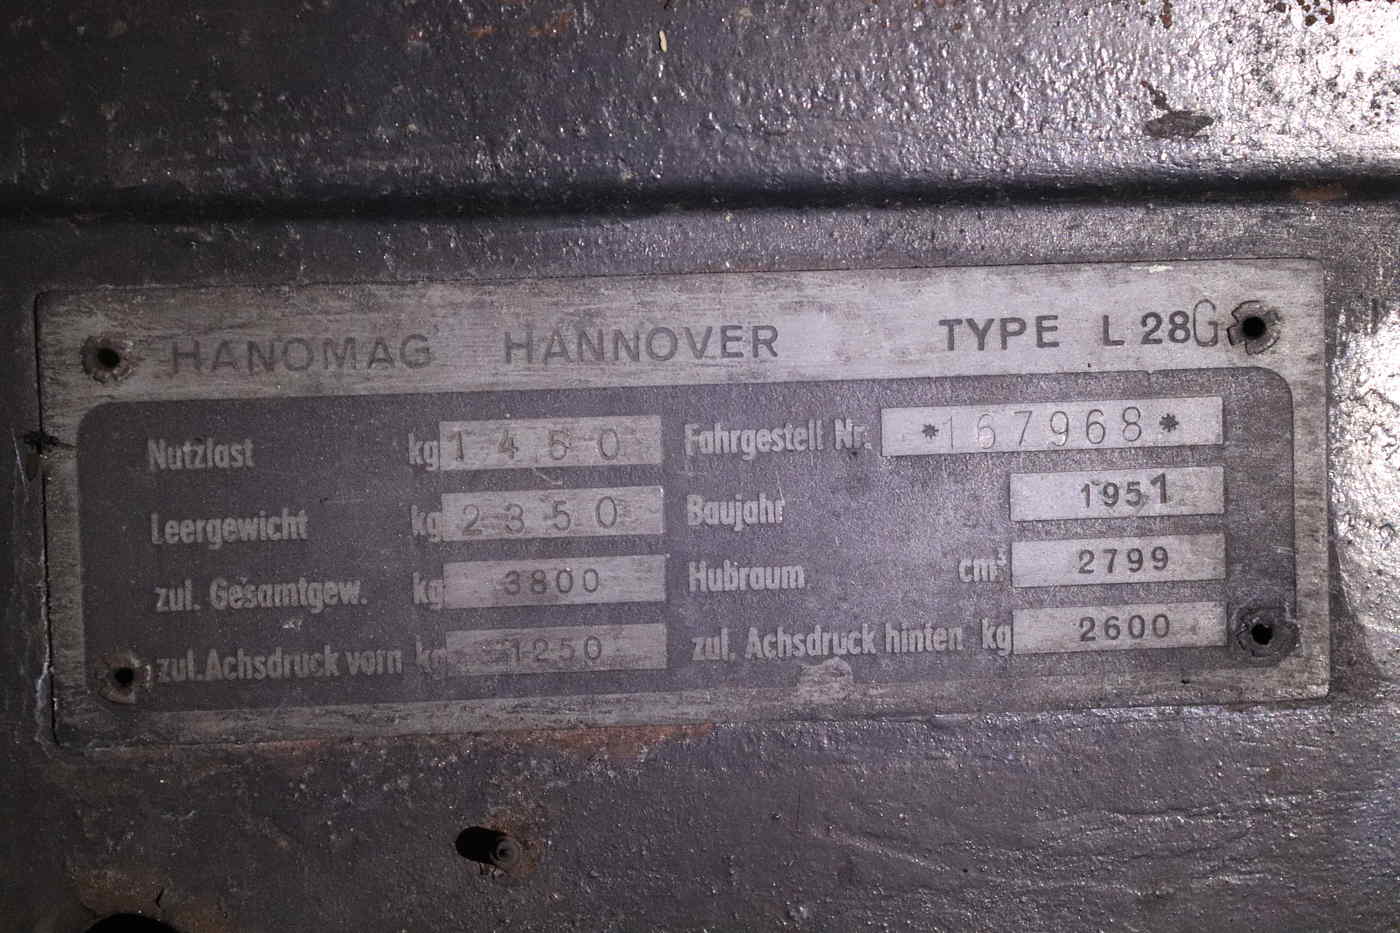 HANOMAG HANNOVER TYPE L 28G
Nutzlast kg 1450 Fahrgestell Nr. *167968*
Leergewicht kg 2350 Baujahr 1951
zul. Gesamtgew. kg 3800 Hubraum cm³ 2799
zul. Achsdruck vorn kg 1250 zul. Achsdruck hinten kg 2600